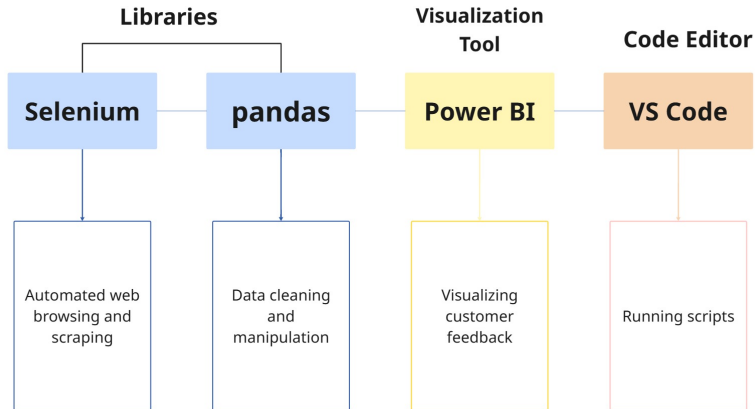 Libraries
Visualization
Tool
Code Editor
Selenium
pandas
Power BI
VS Code
Automated web
browsing and
scraping
Data cleaning
and
manipulation
Visualizing
customer
feedback
Running scripts